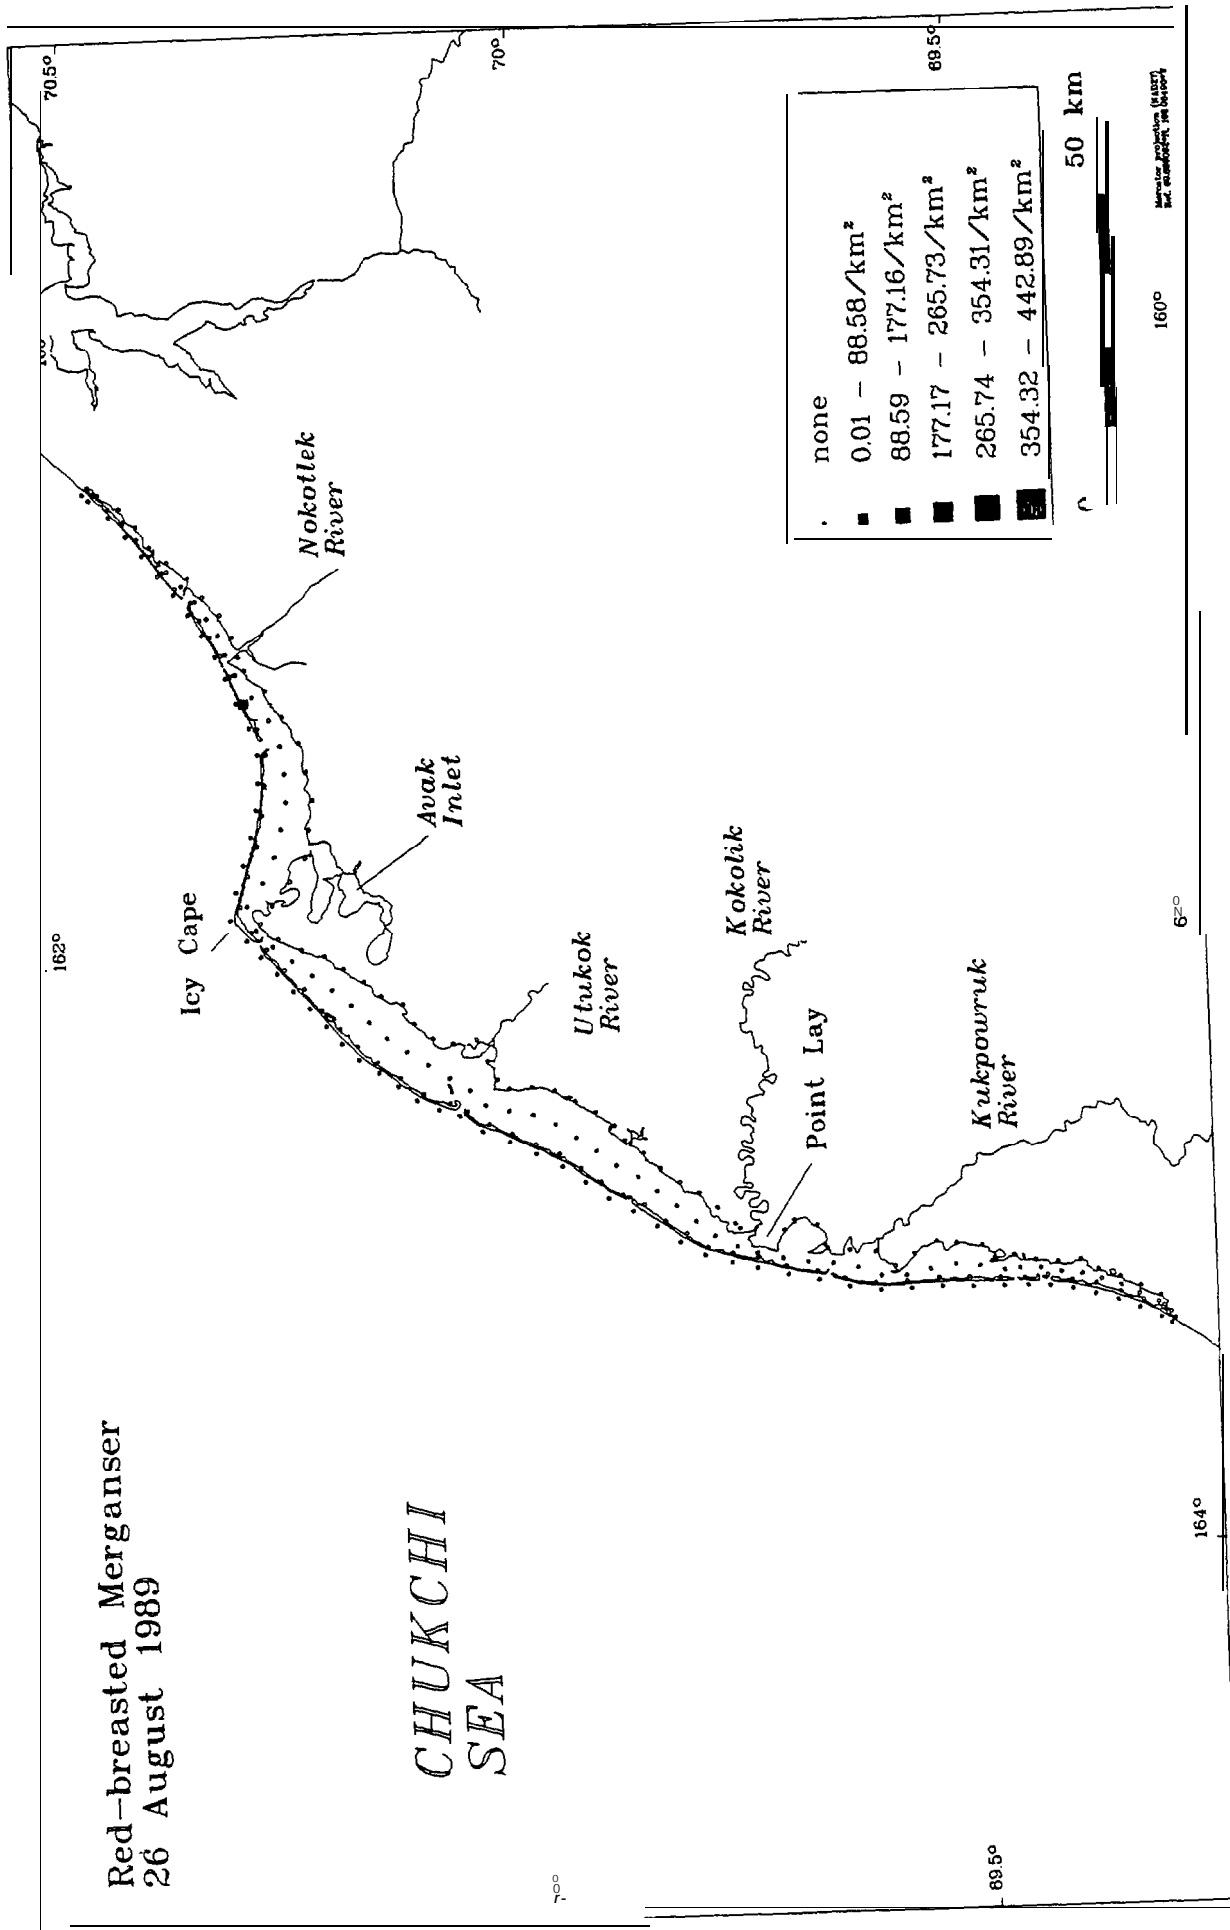 Red-breasted Merganser
26 August 1989
CHUKCHI
SEA
Icy Cape
Nokotlek
River
Avak
Inlet
Utukok
River
Kokolik
River
Point Lay
Kukpowruk
River
70.5°
70°
69.5°
162°
164°
160°
69.5°
none
0.01 - 88.58/km²
88.59 - 177.16/km²
177.17 - 265.73/km²
265.74 - 354.31/km²
354.32 - 442.89/km²
50 km
Mercator projection